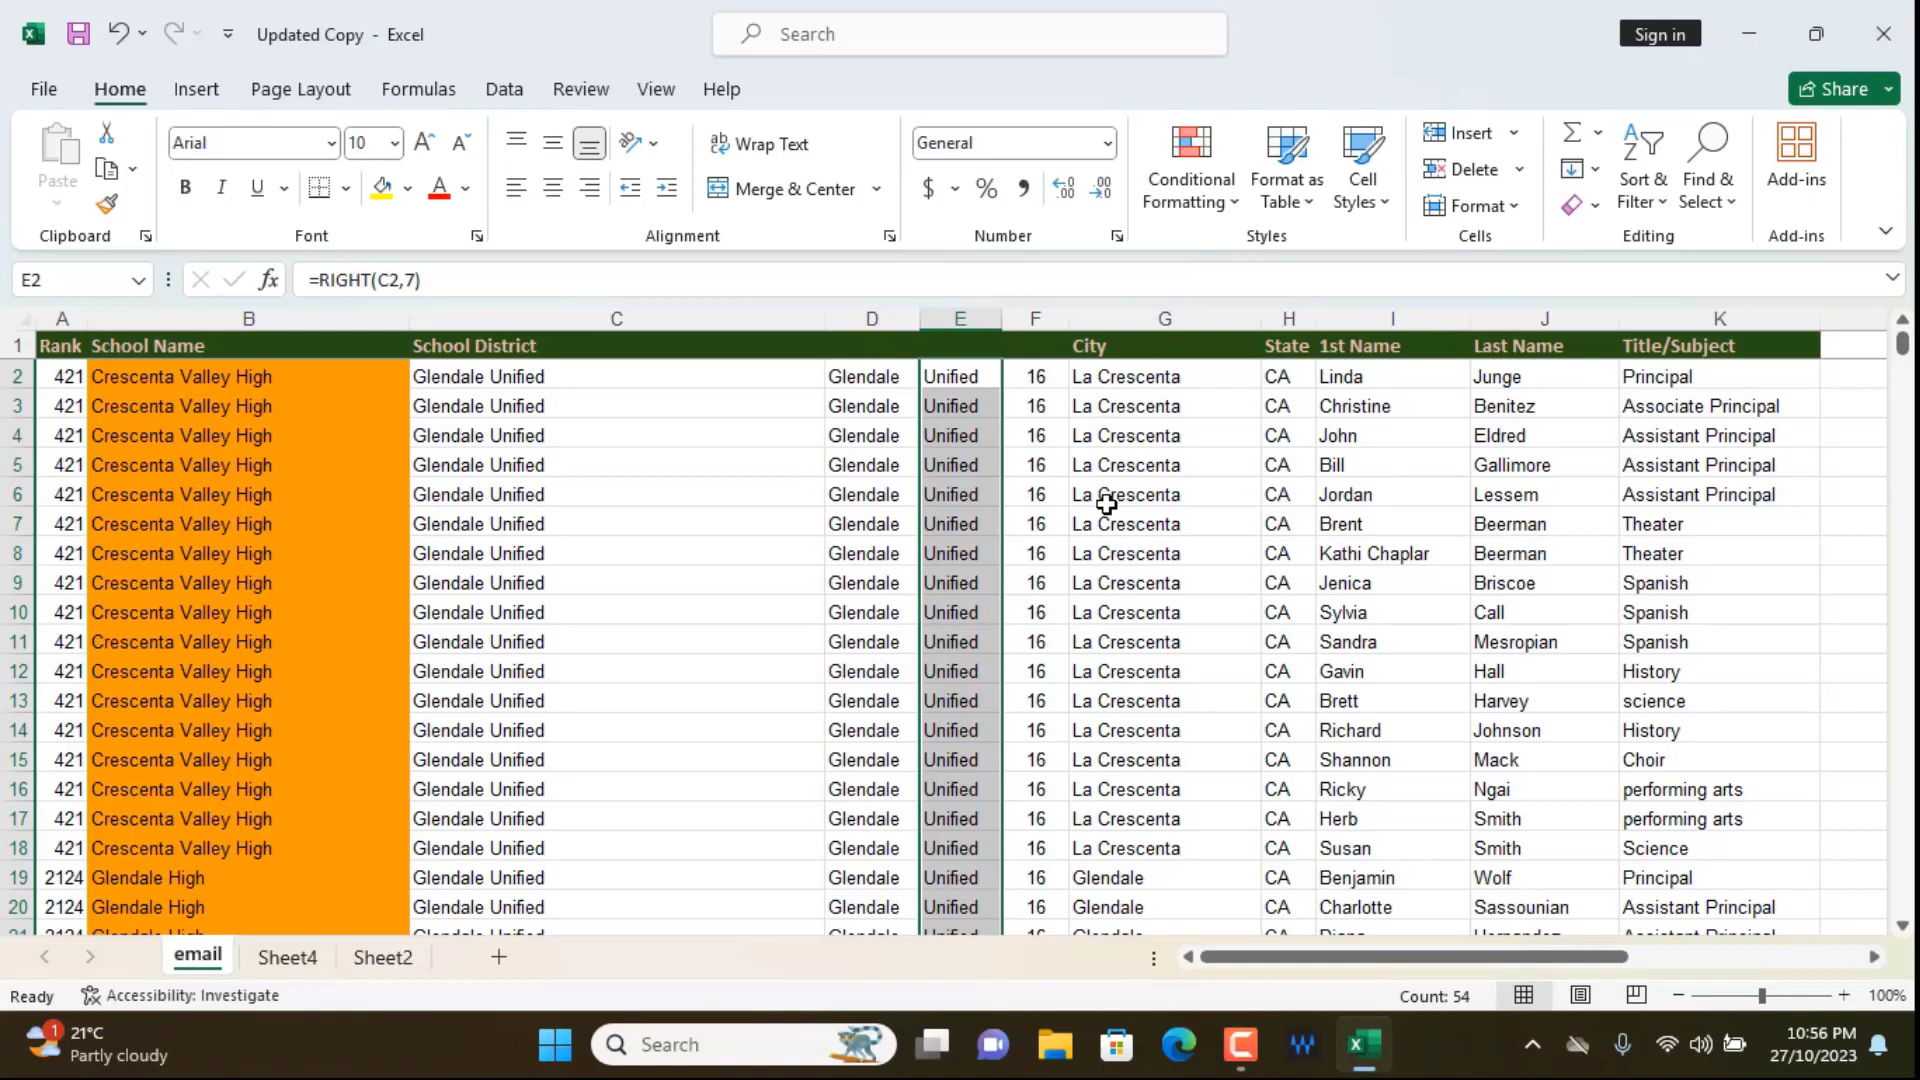 Updated Copy - Excel
Search
Sign in
File Home Insert Page Layout Formulas Data Review View Help
Share
Paste
Arial 10
Wrap Text
General
B I U
Merge & Center
$ % 
Conditional Formatting
Format as Table
Cell Styles
Insert
Delete
Format
Sort & Filter
Find & Select
Add-ins
Clipboard Font Alignment Number Styles Cells Editing Add-ins
E2 fx =RIGHT(C2,7)
A B C D E F G H I J K
1 Rank School Name School District City State 1st Name Last Name Title/Subject
2 421 Crescenta Valley High Glendale Unified Glendale Unified 16 La Crescenta CA Linda Junge Principal
3 421 Crescenta Valley High Glendale Unified Glendale Unified 16 La Crescenta CA Christine Benitez Associate Principal
4 421 Crescenta Valley High Glendale Unified Glendale Unified 16 La Crescenta CA John Eldred Assistant Principal
5 421 Crescenta Valley High Glendale Unified Glendale Unified 16 La Crescenta CA Bill Gallimore Assistant Principal
6 421 Crescenta Valley High Glendale Unified Glendale Unified 16 La Crescenta CA Jordan Lessem Assistant Principal
7 421 Crescenta Valley High Glendale Unified Glendale Unified 16 La Crescenta CA Brent Beerman Theater
8 421 Crescenta Valley High Glendale Unified Glendale Unified 16 La Crescenta CA Kathi Chaplar Beerman Theater
9 421 Crescenta Valley High Glendale Unified Glendale Unified 16 La Crescenta CA Jenica Briscoe Spanish
10 421 Crescenta Valley High Glendale Unified Glendale Unified 16 La Crescenta CA Sylvia Call Spanish
11 421 Crescenta Valley High Glendale Unified Glendale Unified 16 La Crescenta CA Sandra Mesropian Spanish
12 421 Crescenta Valley High Glendale Unified Glendale Unified 16 La Crescenta CA Gavin Hall History
13 421 Crescenta Valley High Glendale Unified Glendale Unified 16 La Crescenta CA Brett Harvey science
14 421 Crescenta Valley High Glendale Unified Glendale Unified 16 La Crescenta CA Richard Johnson History
15 421 Crescenta Valley High Glendale Unified Glendale Unified 16 La Crescenta CA Shannon Mack Choir
16 421 Crescenta Valley High Glendale Unified Glendale Unified 16 La Crescenta CA Ricky Ngai performing arts
17 421 Crescenta Valley High Glendale Unified Glendale Unified 16 La Crescenta CA Herb Smith performing arts
18 421 Crescenta Valley High Glendale Unified Glendale Unified 16 La Crescenta CA Susan Smith Science
19 2124 Glendale High Glendale Unified Glendale Unified 16 Glendale CA Benjamin Wolf Principal
20 2124 Glendale High Glendale Unified Glendale Unified 16 Glendale CA Charlotte Sassounian Assistant Principal
email Sheet4 Sheet2
Ready Accessibility: Investigate Count: 54 100%
1 21°C
Partly cloudy
Search
10:56 PM
27/10/2023